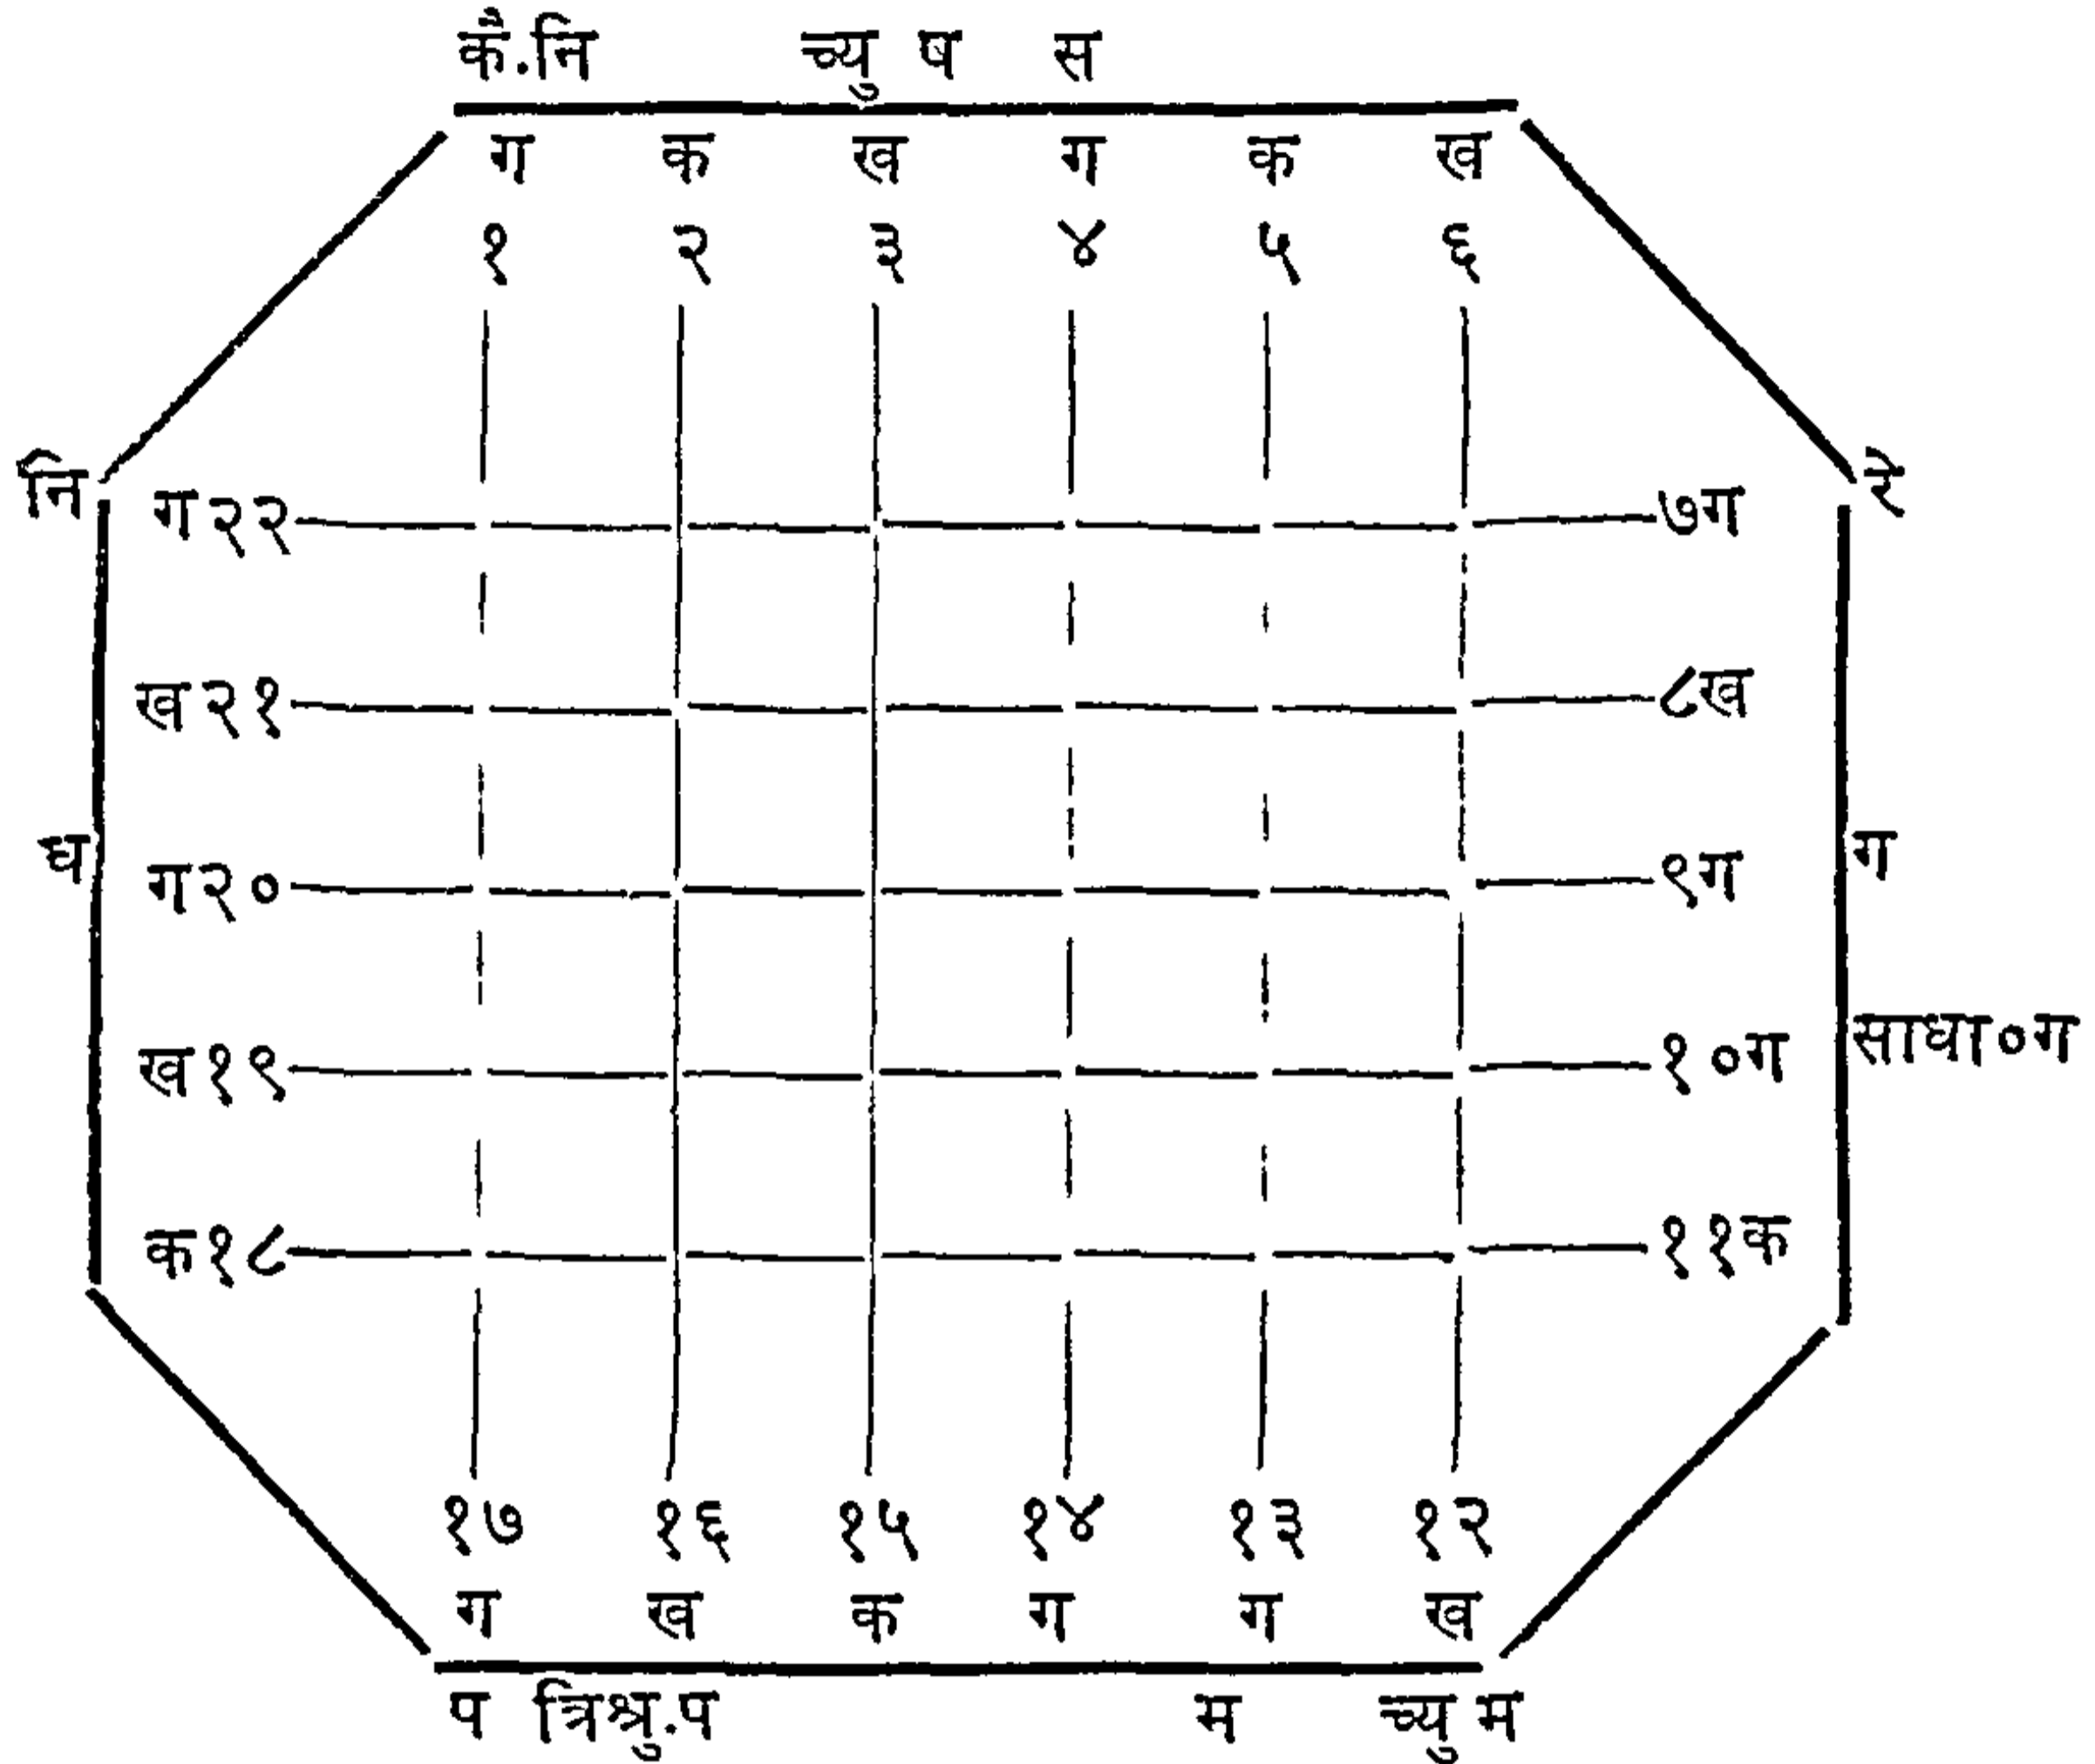 कै.नि च्यु ष स
ग क ख ग क ख
१ २ ३ ४ ५ ६
नि रे
ग२२ ७ग
ख२१ ८ख
ध ग
ग२० ९ग
साधा०ग
ख१९ १०ग
क१८ ११क
१७ १६ १५ १४ १३ १२
ग ख क ग ग ख
प त्रिश्रु.प म च्यु म